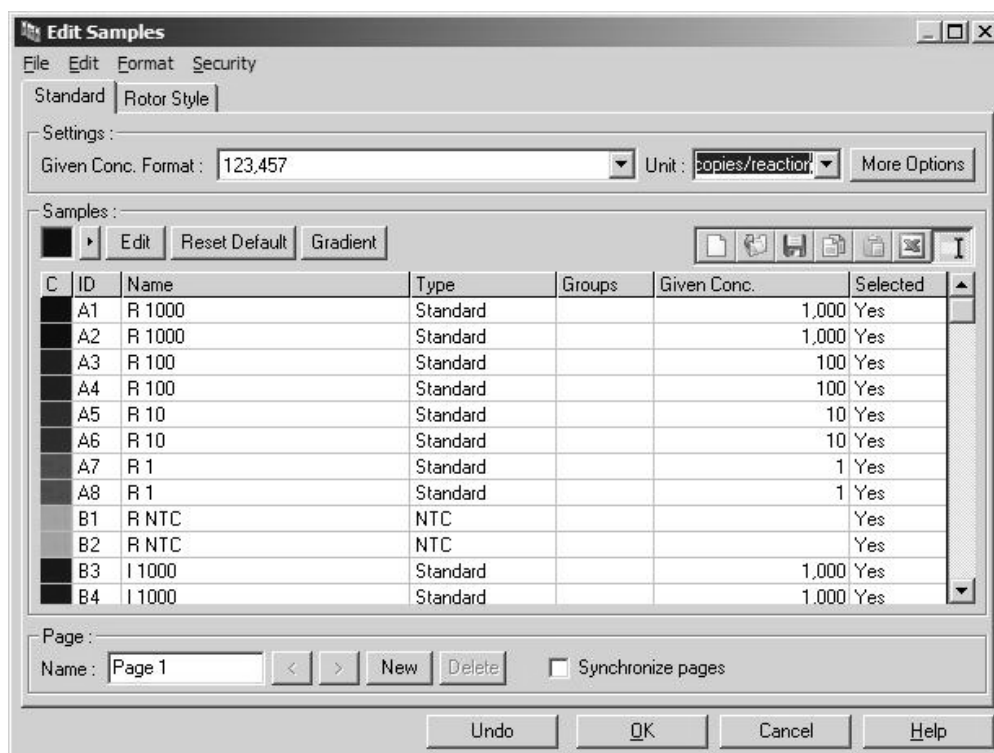 Edit Samples
File Edit Format Security
Standard Rotor Style
Settings :
Given Conc. Format : 123,457 Unit : copies/reaction More Options
Samples :
Edit Reset Default Gradient
C ID Name Type Groups Given Conc. Selected
A1 R 1000 Standard 1,000 Yes
A2 R 1000 Standard 1,000 Yes
A3 R 100 Standard 100 Yes
A4 R 100 Standard 100 Yes
A5 R 10 Standard 10 Yes
A6 R 10 Standard 10 Yes
A7 R 1 Standard 1 Yes
A8 R 1 Standard 1 Yes
B1 R NTC NTC Yes
B2 R NTC NTC Yes
B3 I 1000 Standard 1,000 Yes
B4 I 1000 Standard 1,000 Yes
Page :
Name : Page 1 < > New Delete Synchronize pages
Undo OK Cancel Help